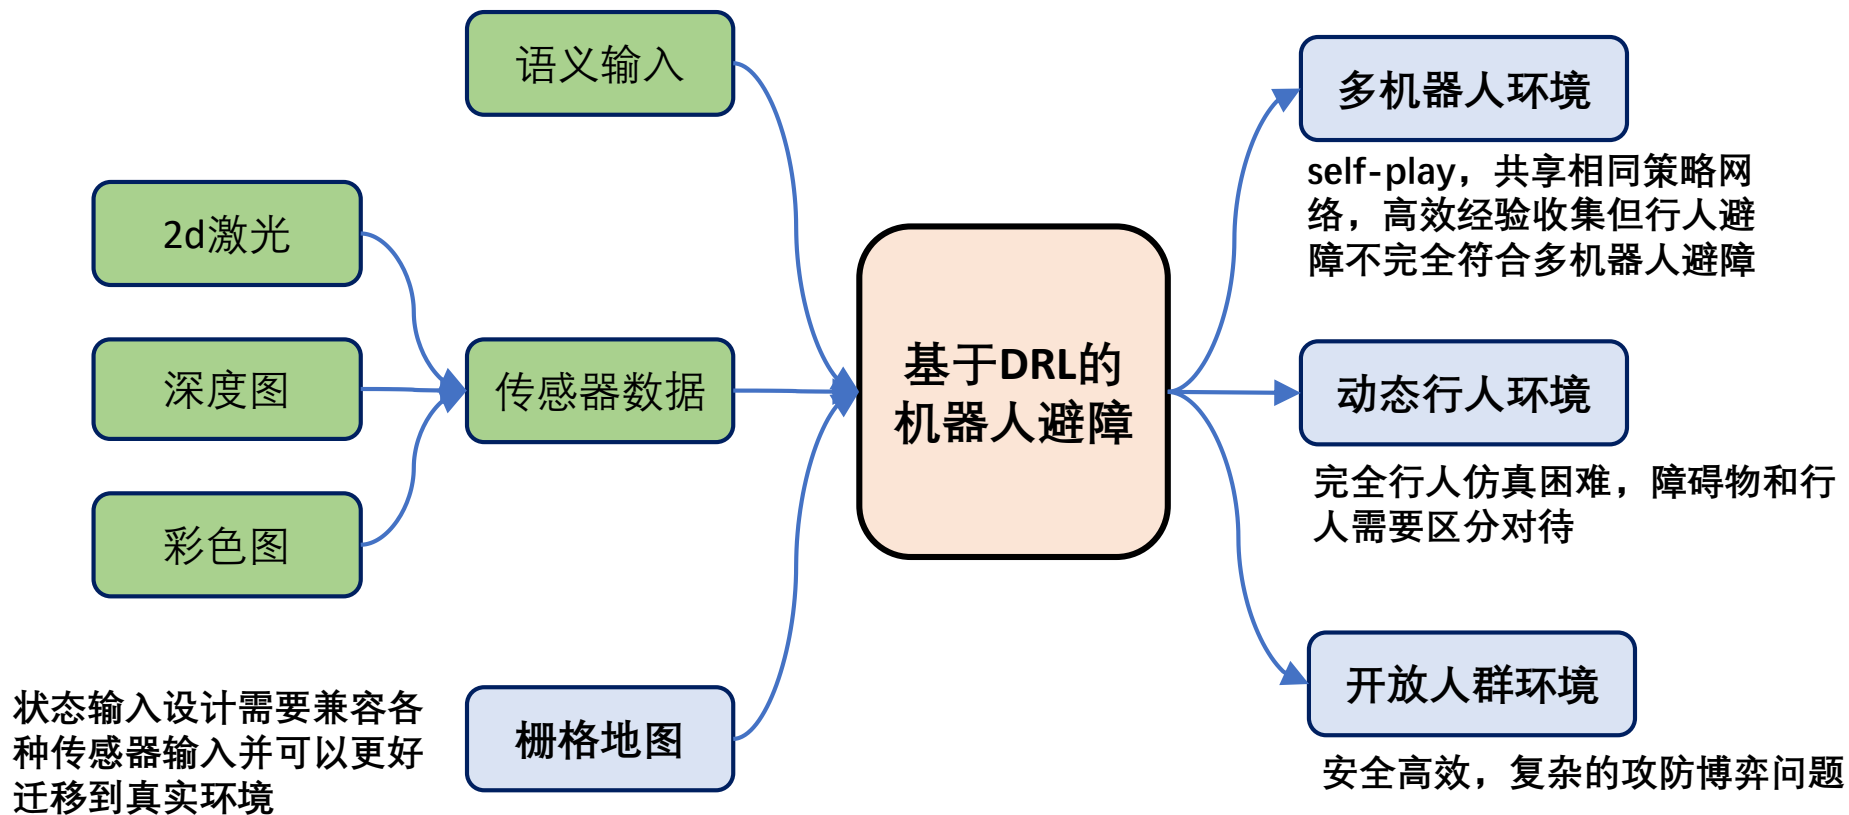 语义输入
2d激光
深度图
彩色图
传感器数据
栅格地图
状态输入设计需要兼容各
种传感器输入并可以更好
迁移到真实环境
基于DRL的
机器人避障
多机器人环境
self-play，共享相同策略网
络，高效经验收集但行人避
障不完全符合多机器人避障
动态行人环境
完全行人仿真困难，障碍物和行
人需要区分对待
开放人群环境
安全高效，复杂的攻防博弈问题